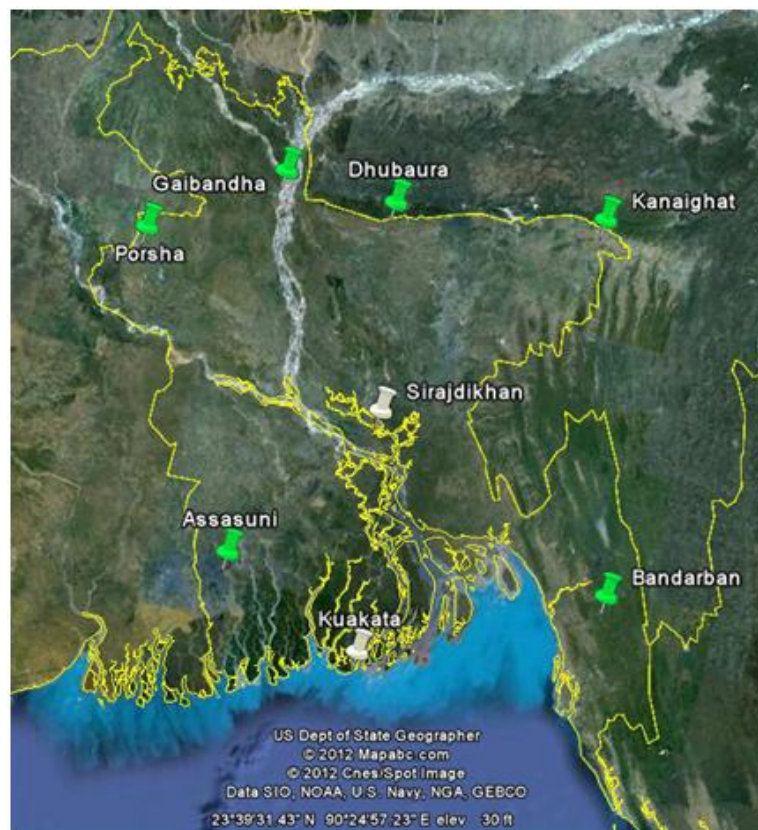 Dhubaura
Gaibandha
Kanaighat
Porsha
Sirajdikhan
Assasuni
Bandarban
Kuakata
US Dept of State Geographer
© 2012 Mapabc.com
© 2012 Cnes/Spot Image
Data SIO, NOAA, U.S. Navy, NGA, GEBCO
23°39'31.43" N 90°24'57.23" E elev 30 ft